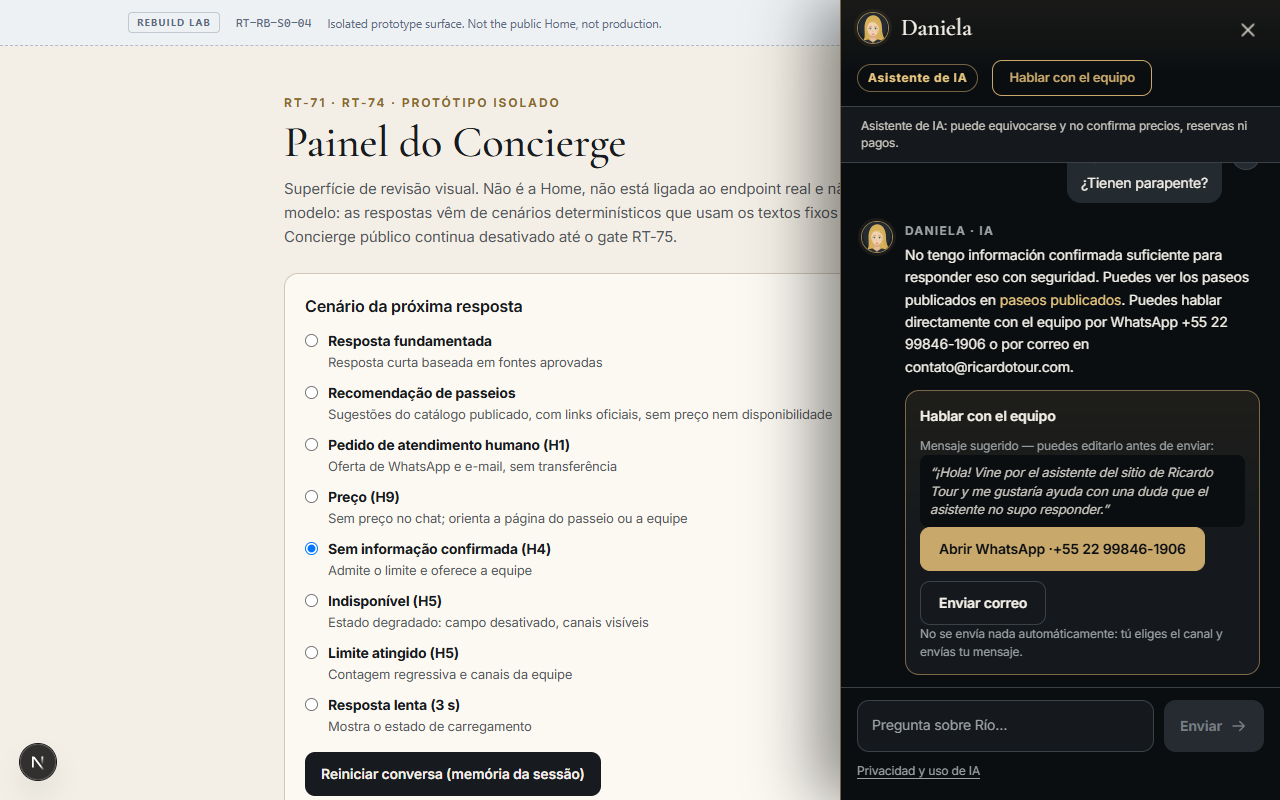 REBUILD LAB RT-RB-S0-04 Isolated prototype surface. Not the public Home, not production.
RT-71 · RT-74 · PROTÓTIPO ISOLADO
Painel do Concierge
Superfície de revisão visual. Não é a Home, não está ligada ao endpoint real e nã
modelo: as respostas vêm de cenários determinísticos que usam os textos fixos
Concierge público continua desativado até o gate RT-75.
Cenário da próxima resposta
Resposta fundamentada
Resposta curta baseada em fontes aprovadas
Recomendação de passeios
Sugestões do catálogo publicado, com links oficiais, sem preço nem disponibilidade
Pedido de atendimento humano (H1)
Oferta de WhatsApp e e-mail, sem transferência
Preço (H9)
Sem preço no chat; orienta a página do passeio ou a equipe
Sem informação confirmada (H4)
Admite o limite e oferece a equipe
Indisponível (H5)
Estado degradado: campo desativado, canais visíveis
Limite atingido (H5)
Contagem regressiva e canais da equipe
Resposta lenta (3 s)
Mostra o estado de carregamento
Reiniciar conversa (memória da sessão)
N
Daniela
Asistente de IA Hablar con el equipo
Asistente de IA: puede equivocarse y no confirma precios, reservas ni
pagos.
¿Tienen parapente?
DANIELA · IA
No tengo información confirmada suficiente para
responder eso con seguridad. Puedes ver los paseos
publicados en paseos publicados. Puedes hablar
directamente con el equipo por WhatsApp +55 22
99846-1906 o por correo en
contato@ricardotour.com.
Hablar con el equipo
Mensaje sugerido — puedes editarlo antes de enviar:
“¡Hola! Vine por el asistente del sitio de Ricardo
Tour y me gustaría ayuda con una duda que el
asistente no supo responder.”
Abrir WhatsApp ·+55 22 99846-1906
Enviar correo
No se envía nada automáticamente: tú eliges el canal y
envías tu mensaje.
Pregunta sobre Río... Enviar →
Privacidad y uso de IA